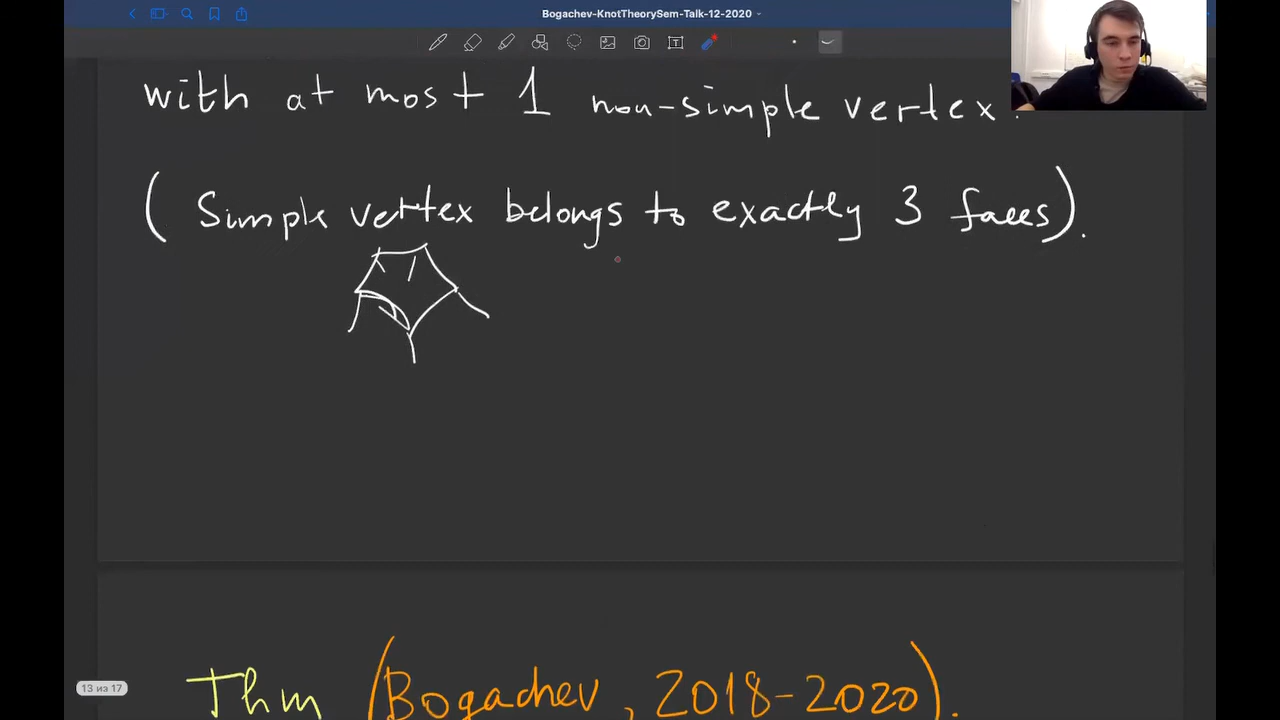 Bogachev-KnotTheorySem-Talk-12-2020
with at most 1 non-simple vertex.
( Simple vertex belongs to exactly 3 faces).
13 из 17
Thm (Bogachev, 2018-2020).